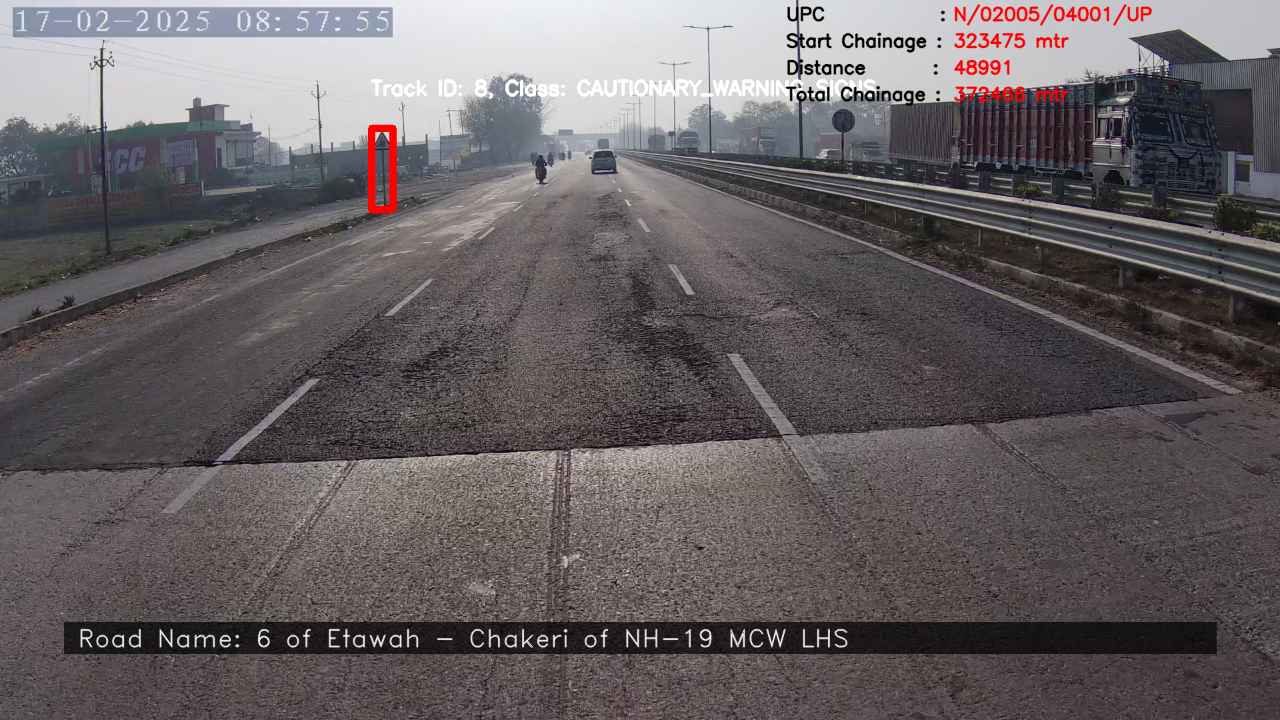 17-02-2025 08:57:55
UPC : N/02005/04001/UP
Start Chainage : 323475 mtr
Distance : 48991
Total Chainage : 372466 mtr
Track ID: 8, Class: CAUTIONARY_WARNING_SIGNS
CC
Road Name: 6 of Etawah - Chakeri of NH-19 MCW LHS